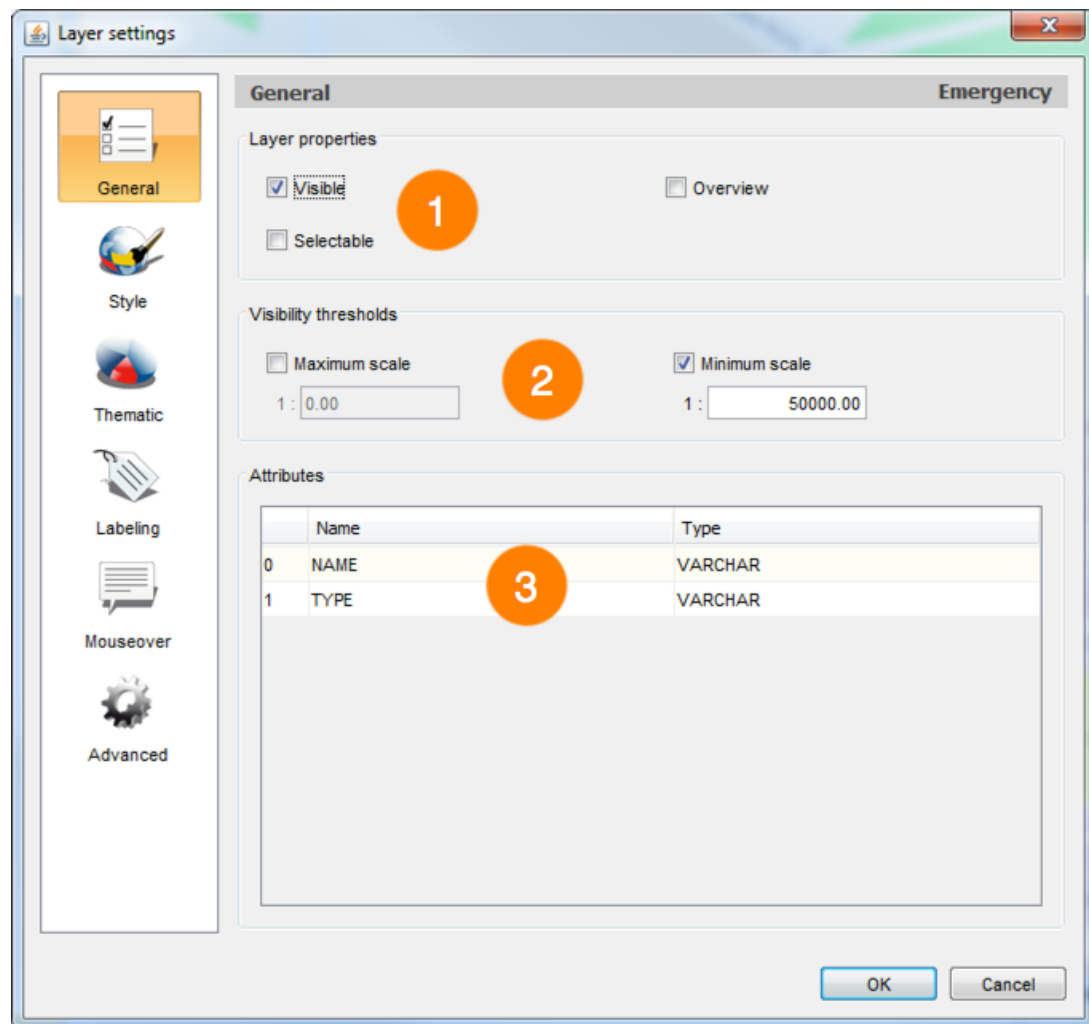 Layer settings
General
Style
Thematic
Labeling
Mouseover
Advanced
General Emergency
Layer properties
Visible Overview
1
Selectable
Visibility thresholds
Maximum scale Minimum scale
2
1 : 0.00 1 : 50000.00
Attributes
Name Type
0 NAME VARCHAR
3
1 TYPE VARCHAR
OK Cancel